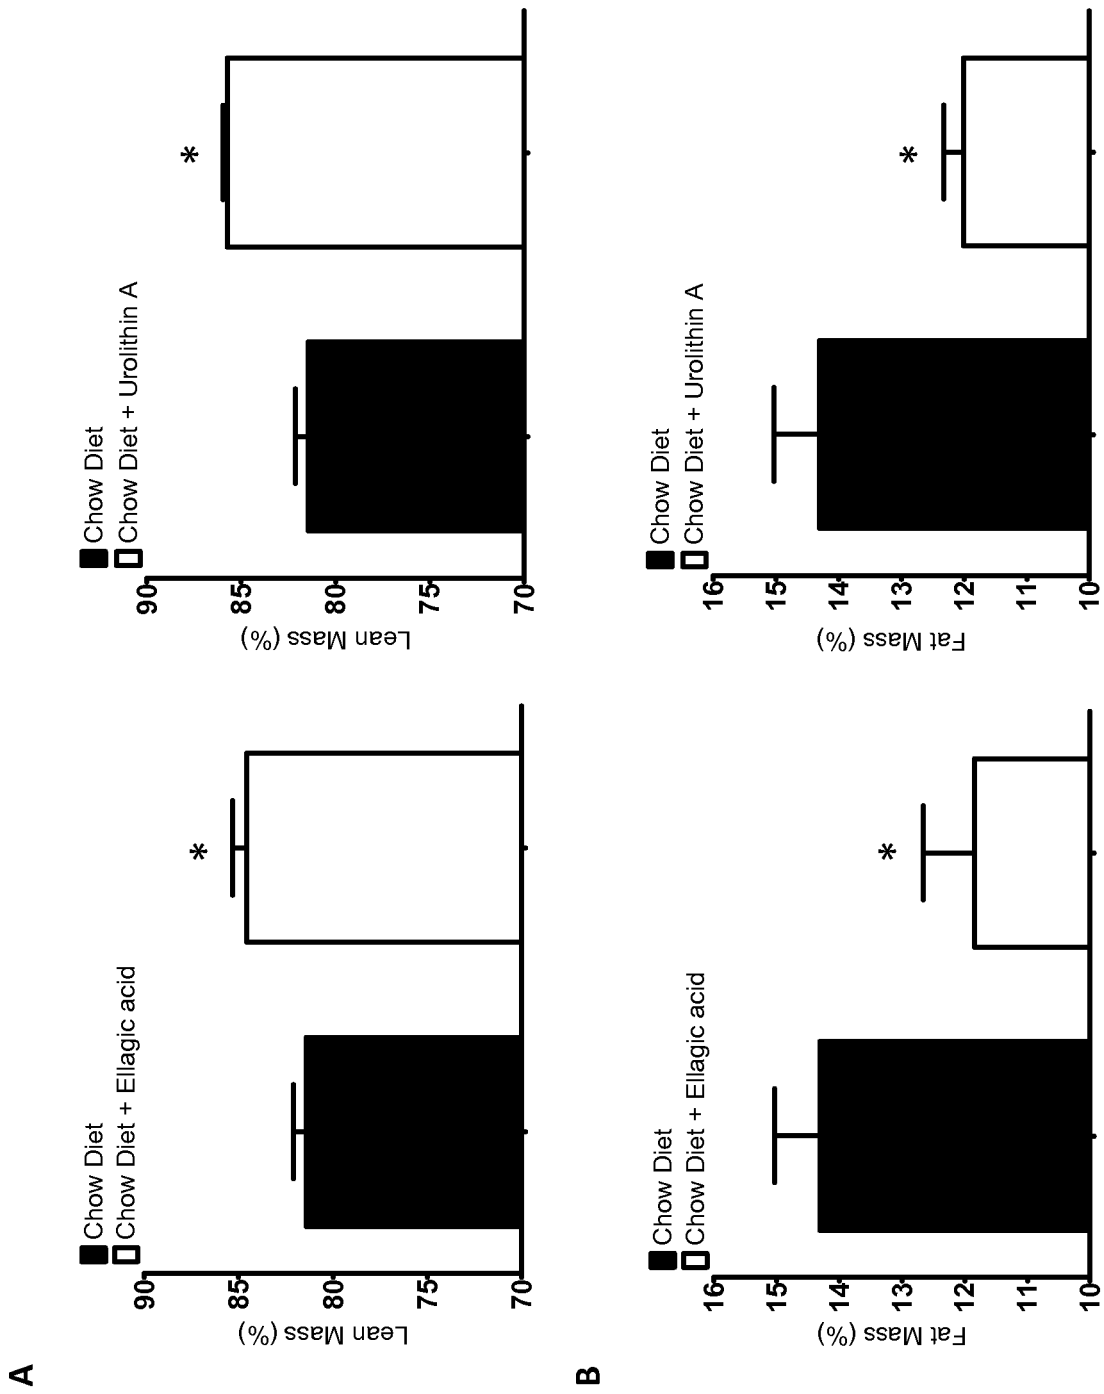 A
Chow Diet
Chow Diet + Ellagic acid
Lean Mass (%)
90
85
80
75
70
*
Chow Diet
Chow Diet + Urolithin A
Lean Mass (%)
90
85
80
75
70
*
B
Chow Diet
Chow Diet + Ellagic acid
Fat Mass (%)
16
15
14
13
12
11
10
*
Chow Diet
Chow Diet + Urolithin A
Fat Mass (%)
16
15
14
13
12
11
10
*